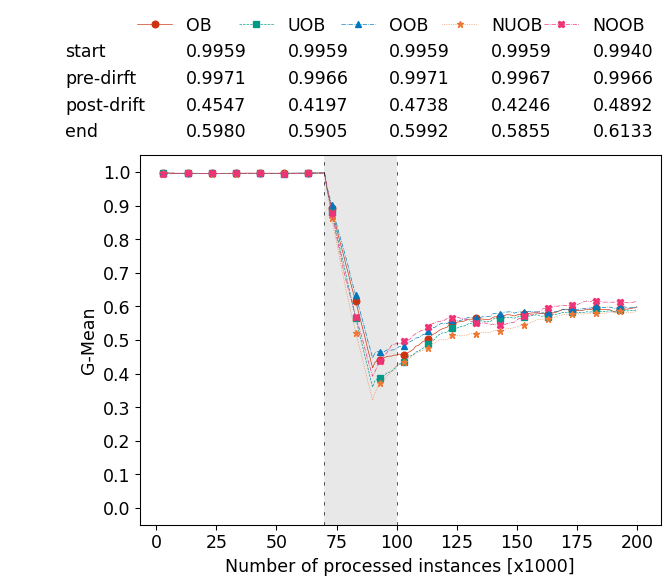 OB UOB OOB NUOB NOOB
start 0.9959 0.9959 0.9959 0.9959 0.9940
pre-dirft 0.9971 0.9966 0.9971 0.9967 0.9966
post-drift 0.4547 0.4197 0.4738 0.4246 0.4892
end 0.5980 0.5905 0.5992 0.5855 0.6133
1.0
0.9
0.8
0.7
0.6
0.5
0.4
0.3
0.2
0.1
0.0
G-Mean
0 25 50 75 100 125 150 175 200
Number of processed instances [x1000]